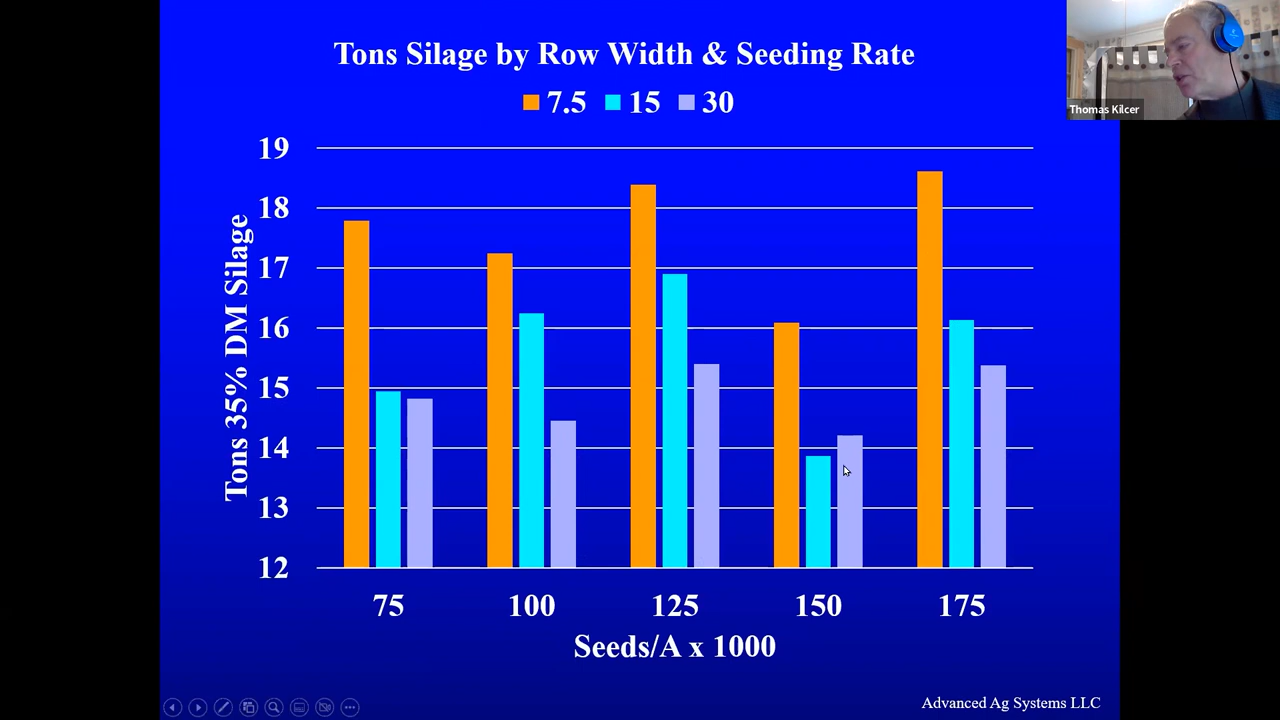 Tons Silage by Row Width & Seeding Rate
7.5 15 30
Thomas Kilcer
19
18
17
16
15
14
13
12
Tons 35% DM Silage
75 100 125 150 175
Seeds/A x 1000
Advanced Ag Systems LLC